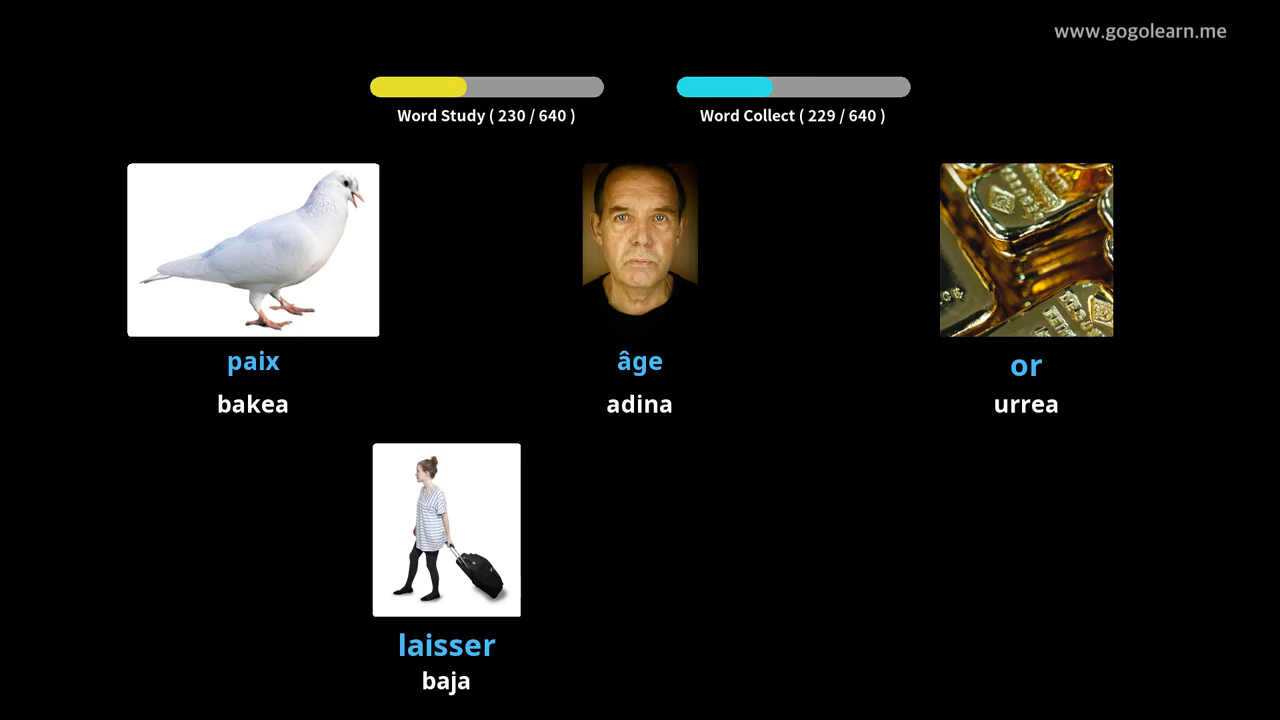 www.gogolearn.me
Word Study ( 230 / 640 )
Word Collect ( 229 / 640 )
paix
bakea
âge
adina
or
urrea
laisser
baja